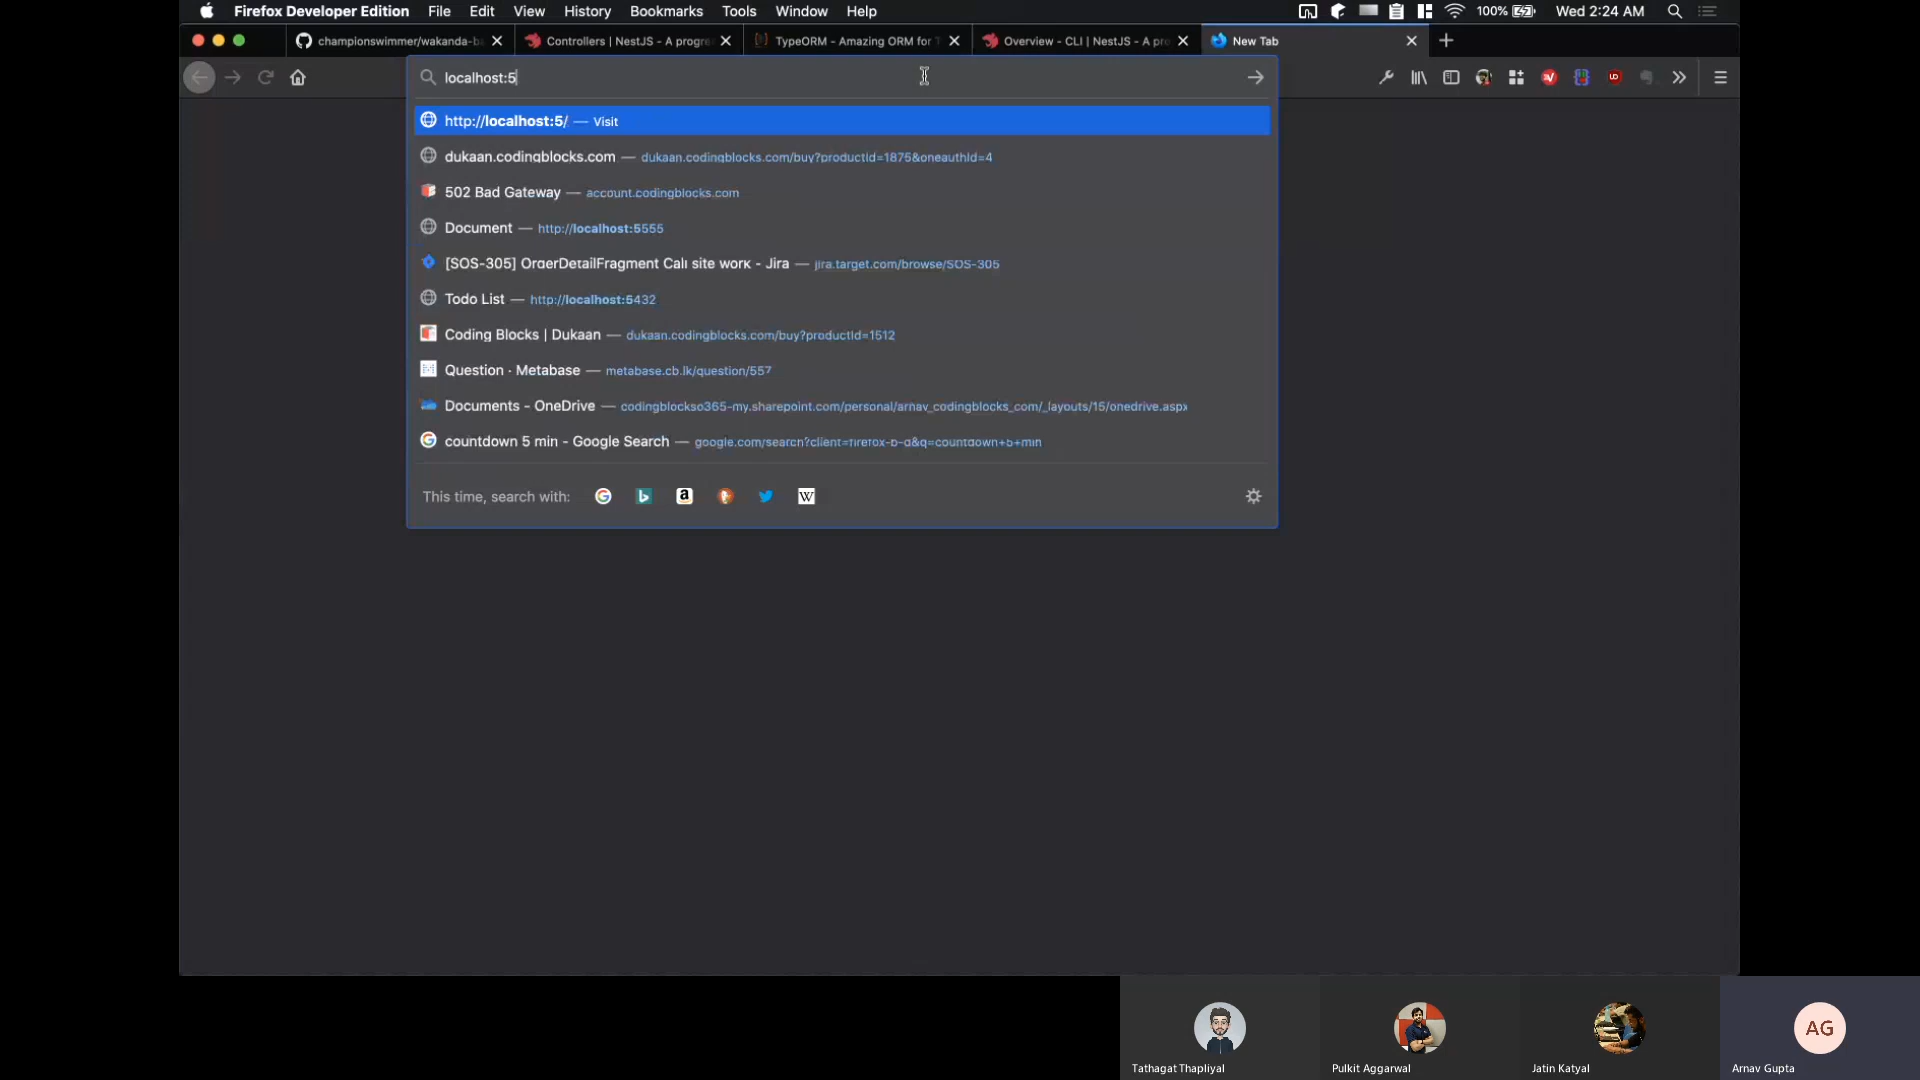 Firefox Developer Edition File Edit View History Bookmarks Tools Window Help 100% Wed 2:24 AM
championswimmer/wakanda-b Controllers | NestJS - A progre TypeORM - Amazing ORM for T Overview - CLI | NestJS - A pro New Tab
localhost:5
http://localhost:5/ — Visit
dukaan.codingblocks.com — dukaan.codingblocks.com/buy?productId=1875&oneauthId=4
502 Bad Gateway — account.codingblocks.com
Document — http://localhost:5555
[SOS-305] OrderDetailFragment Call site work - Jira — jira.target.com/browse/SOS-305
Todo List — http://localhost:5432
Coding Blocks | Dukaan — dukaan.codingblocks.com/buy?productId=1512
Question · Metabase — metabase.cb.lk/question/557
Documents - OneDrive — codingblockso365-my.sharepoint.com/personal/arnav_codingblocks_com/_layouts/15/onedrive.aspx
countdown 5 min - Google Search — google.com/search?client=firefox-b-d&q=countdown+5+min
This time, search with:
AG
Tathagat Thapliyal Pulkit Aggarwal Jatin Katyal Arnav Gupta